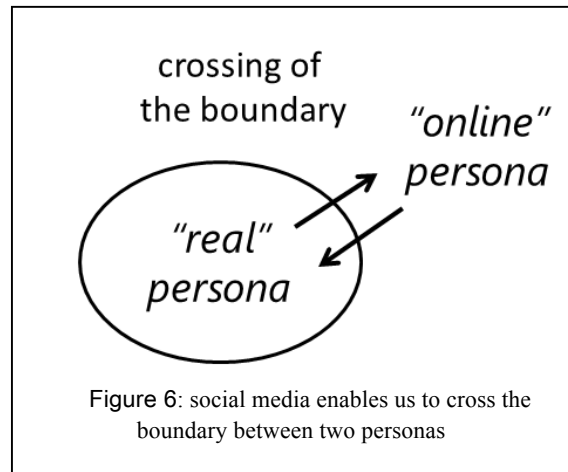 crossing of
the boundary
“online”
persona
“real”
persona
Figure 6: social media enables us to cross the
boundary between two personas